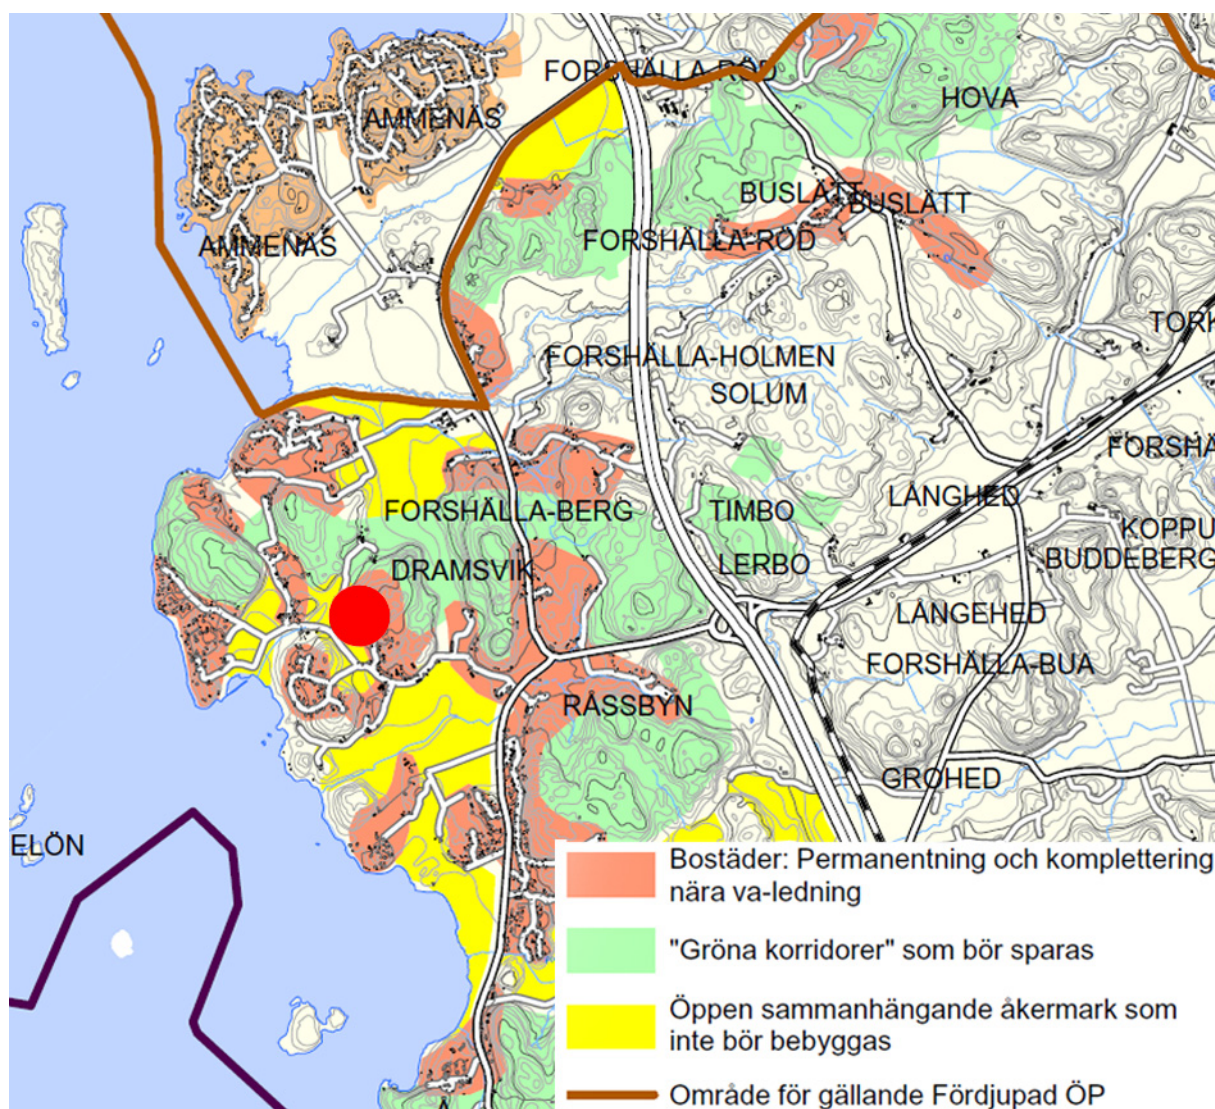 FORSHÄLLA-RÖD
HOVA
AMMENÄS
BUSLÄTT
BUSLÄTT
AMMENÄS
FORSHÄLLA-RÖD
TORK
FORSHÄLLA-HOLMEN
SOLUM
FORSHÄ
LÅNGHED
FORSHÄLLA-BERG
TIMBO
KOPPU
BUDDEBERG
DRAMSVIK
LERBO
LÅNGEHED
FORSHÄLLA-BUA
RÄSSBYN
GROHED
ELÖN
Bostäder: Permanentning och komplettering
nära va-ledning
"Gröna korridorer" som bör sparas
Öppen sammanhängande åkermark som
inte bör bebyggas
Område för gällande Fördjupad ÖP